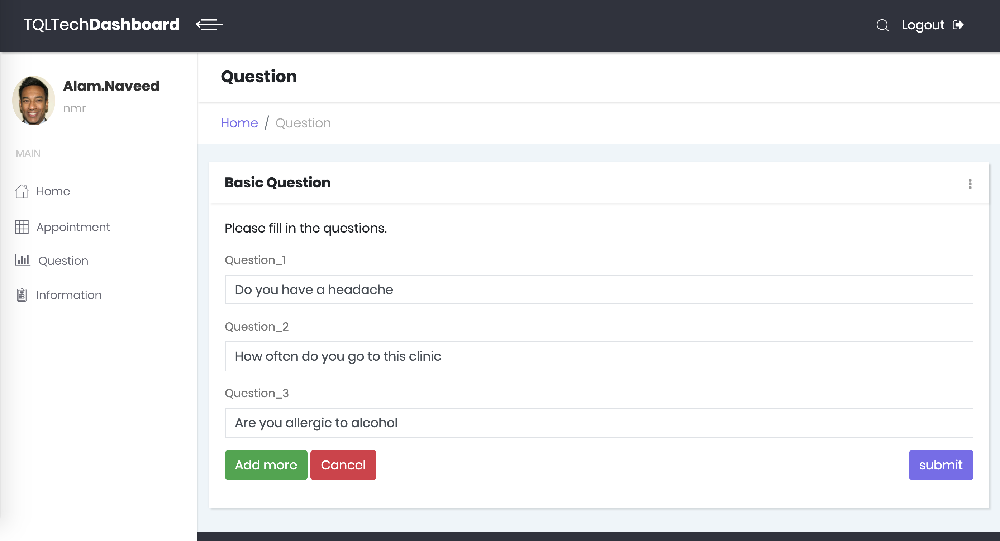 TQLTechDashboard
Logout
Alam.Naveed
nmr
MAIN
Home
Appointment
Question
Information
Question
Home / Question
Basic Question
Please fill in the questions.
Question_1
Do you have a headache
Question_2
How often do you go to this clinic
Question_3
Are you allergic to alcohol
Add more
Cancel
submit